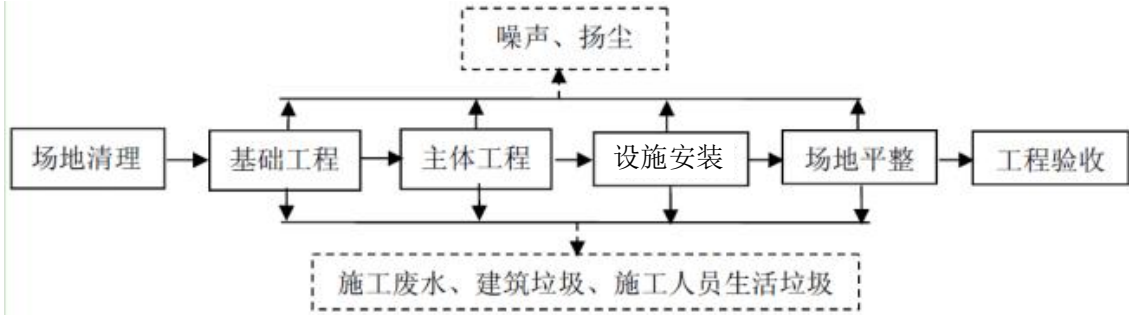 噪声、扬尘
场地清理
基础工程
主体工程
设施安装
场地平整
工程验收
施工废水、建筑垃圾、施工人员生活垃圾